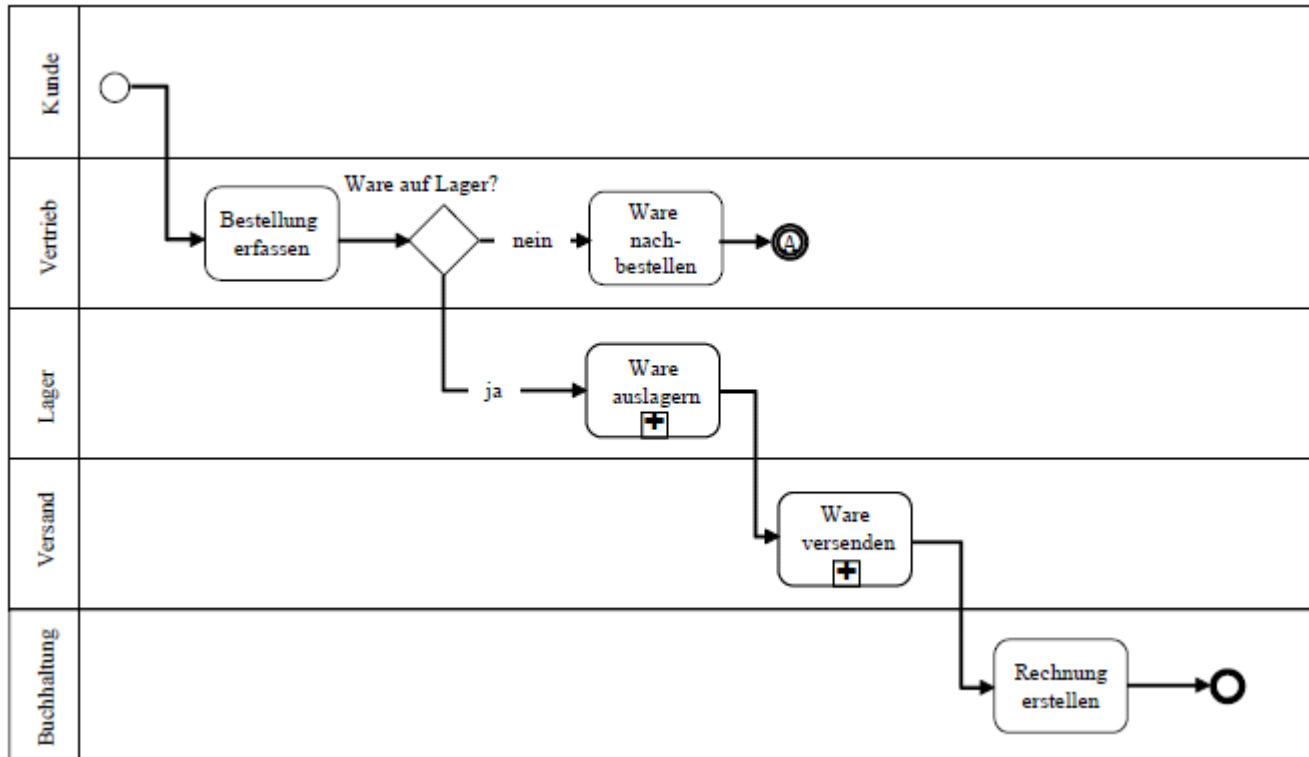 Kunde
Vertrieb
Ware auf Lager?
Bestellung
erfassen
nein
Ware
nach-
bestellen
A
Lager
ja
Ware
auslagern
Versand
Ware
versenden
Buchhaltung
Rechnung
erstellen